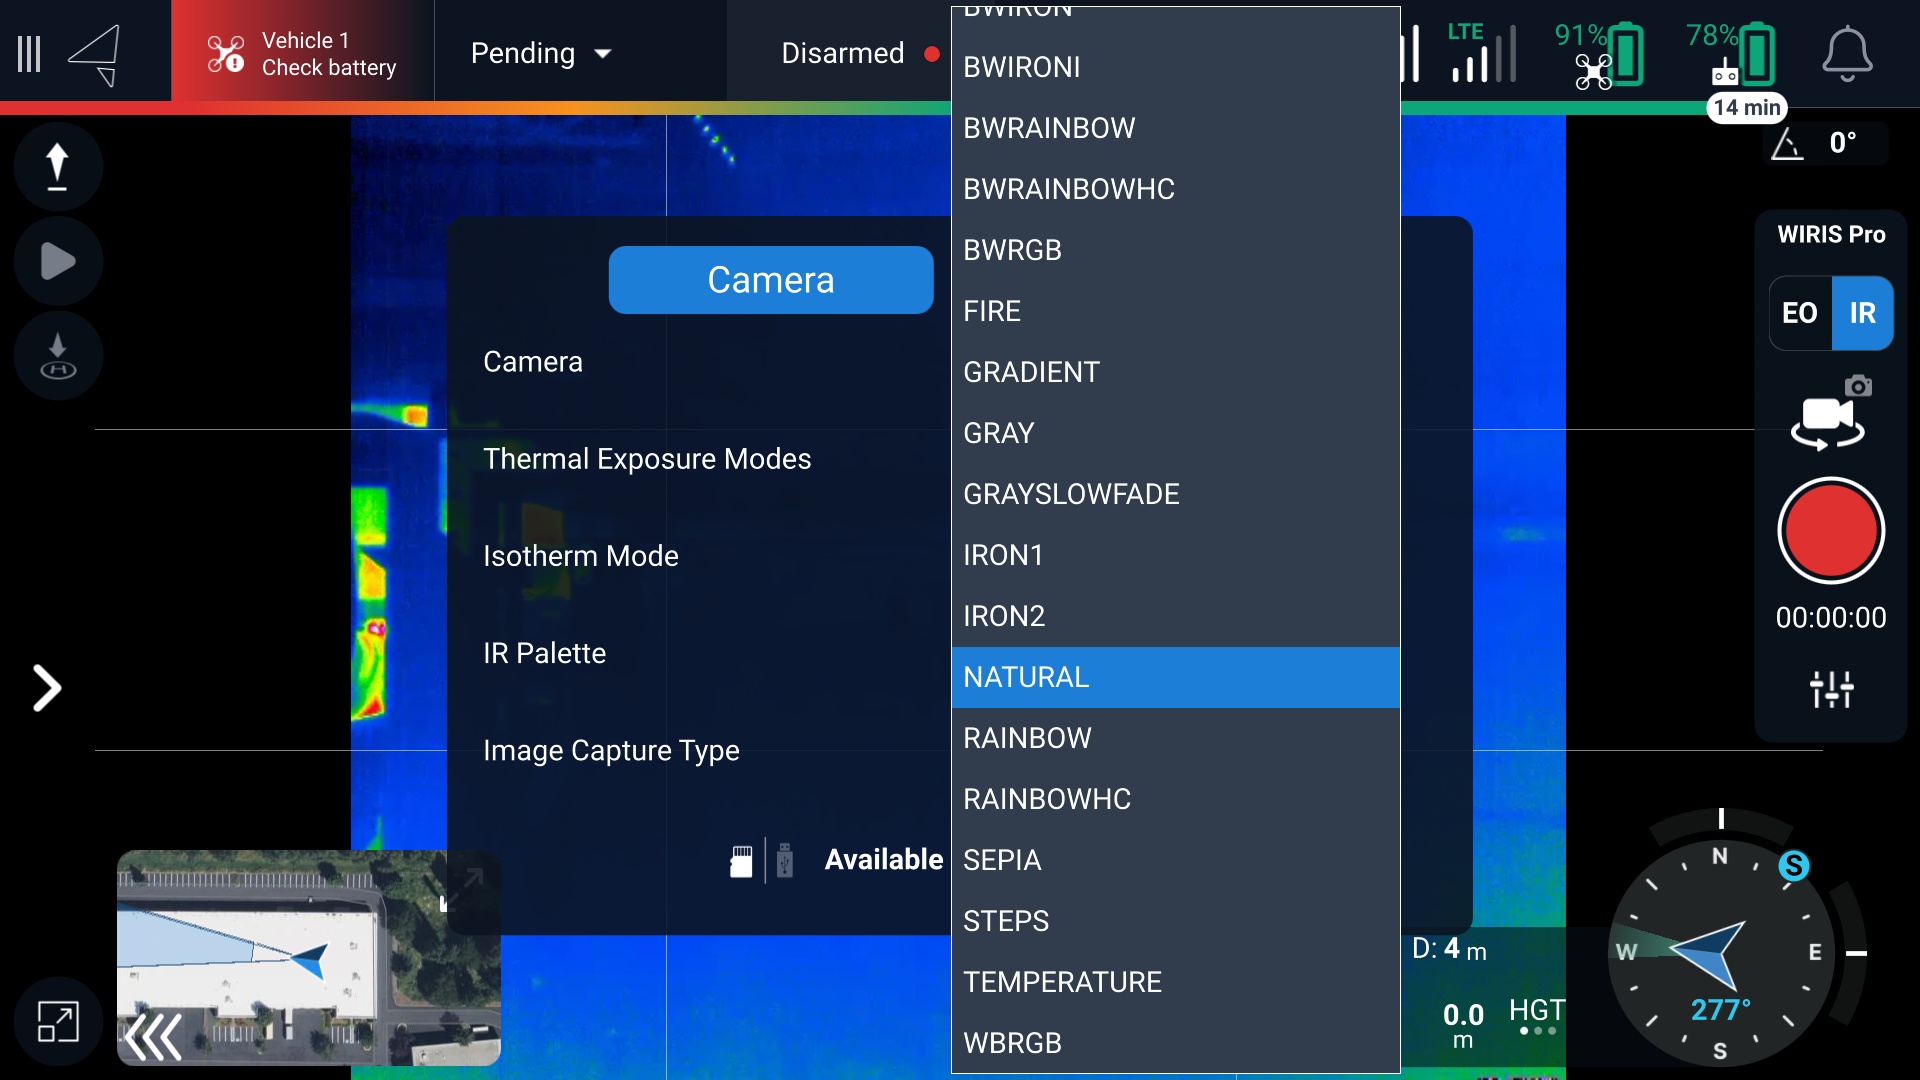 Vehicle 1
Check battery
Pending
Disarmed
LTE
91%
78%
14 min
0°
BWIRON
BWIRONI
BWRAINBOW
BWRAINBOWHC
BWRGB
FIRE
GRADIENT
GRAY
GRAYSLOWFADE
IRON1
IRON2
NATURAL
RAINBOW
RAINBOWHC
SEPIA
STEPS
TEMPERATURE
WBRGB
Camera
Camera
Thermal Exposure Modes
Isotherm Mode
IR Palette
Image Capture Type
Available
WIRIS Pro
EO
IR
00:00:00
D: 4 m
0.0
m
HGT
N
S
W
E
277°
S
H